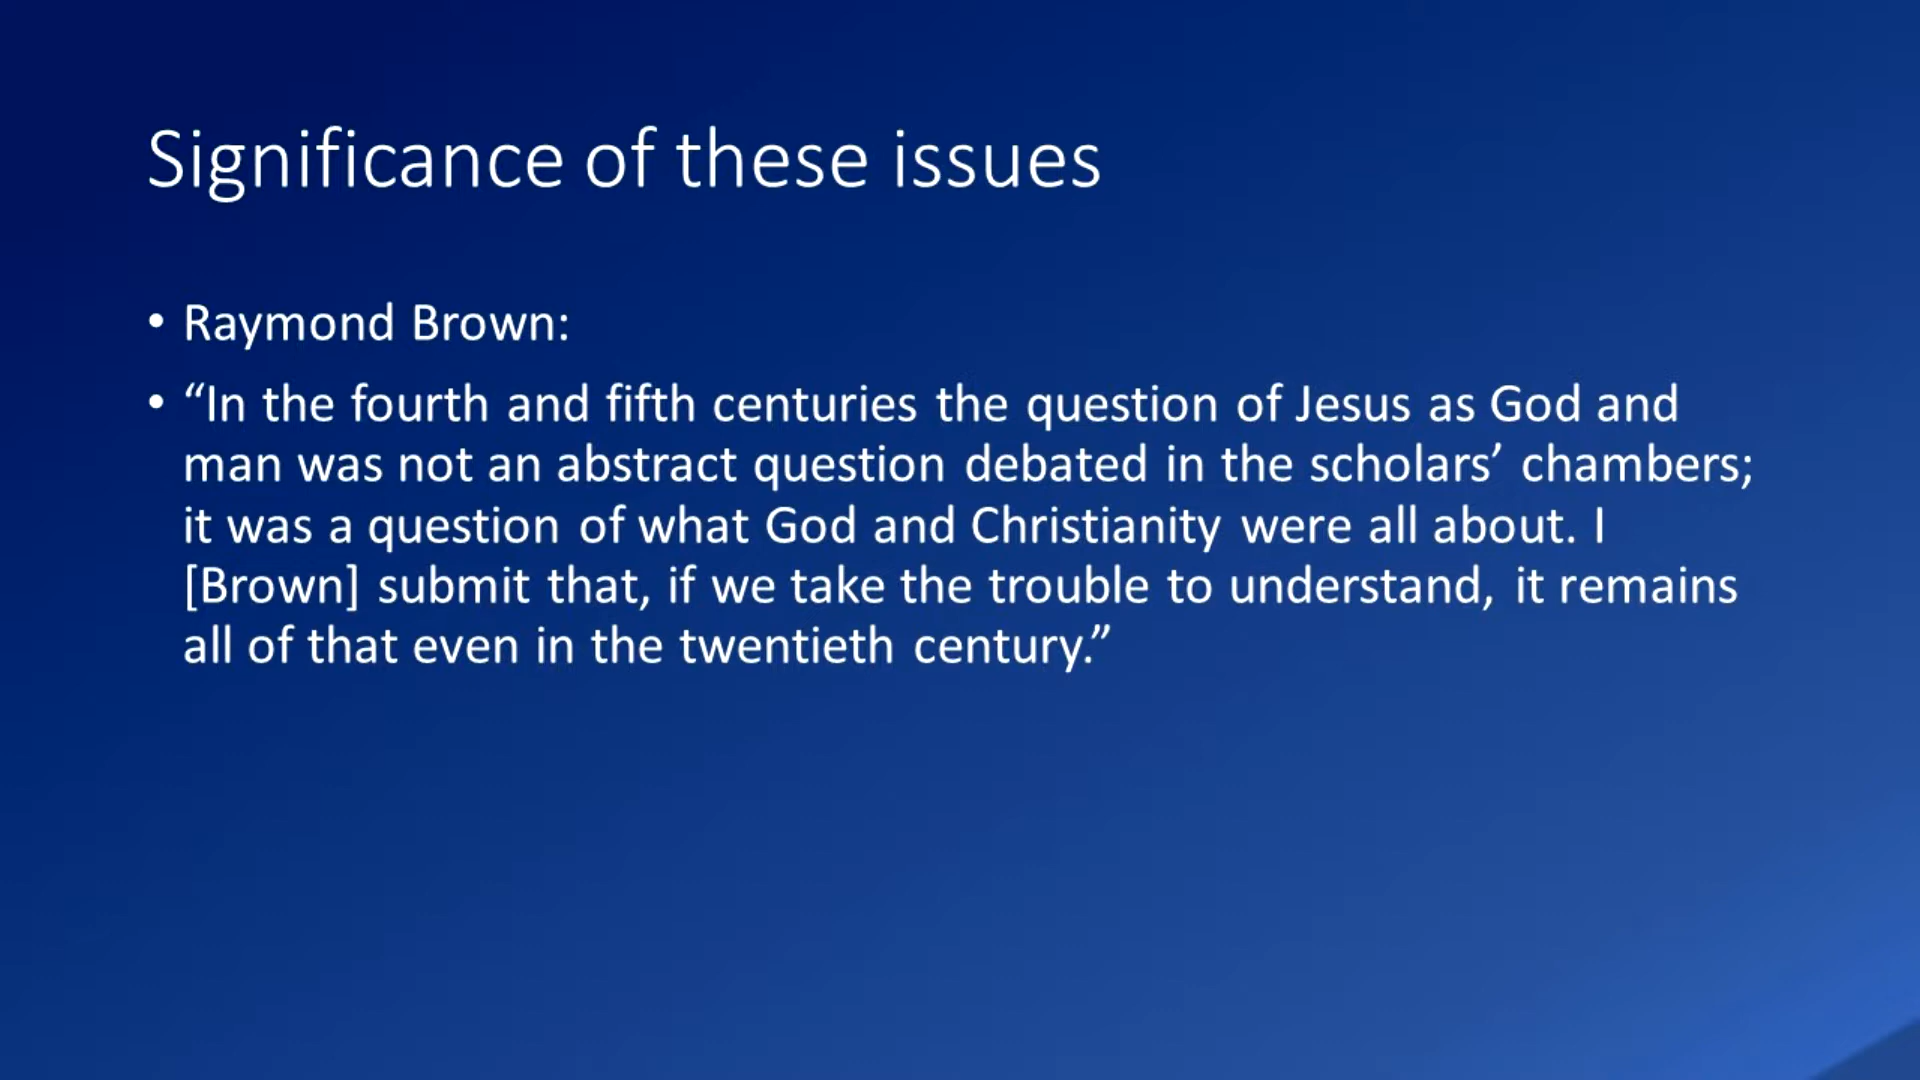 Significance of these issues
• Raymond Brown:
• “In the fourth and fifth centuries the question of Jesus as God and
man was not an abstract question debated in the scholars’ chambers;
it was a question of what God and Christianity were all about. I
[Brown] submit that, if we take the trouble to understand, it remains
all of that even in the twentieth century.”